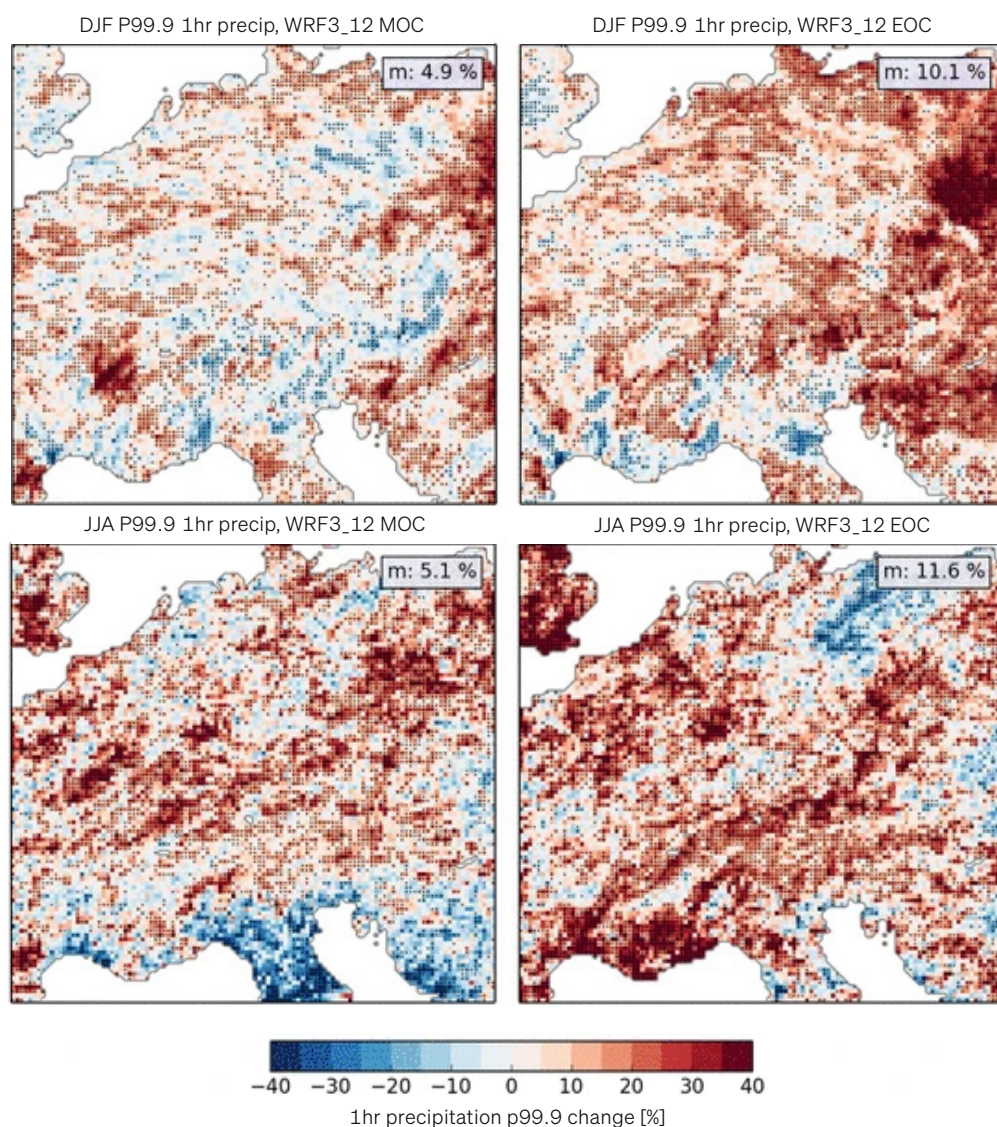 DJF P99.9 1hr precip, WRF3_12 MOC
DJF P99.9 1hr precip, WRF3_12 EOC
m: 4.9 %
m: 10.1 %
JJA P99.9 1hr precip, WRF3_12 MOC
JJA P99.9 1hr precip, WRF3_12 EOC
m: 5.1 %
m: 11.6 %
−40 −30 −20 −10 0 10 20 30 40
1hr precipitation p99.9 change [%]